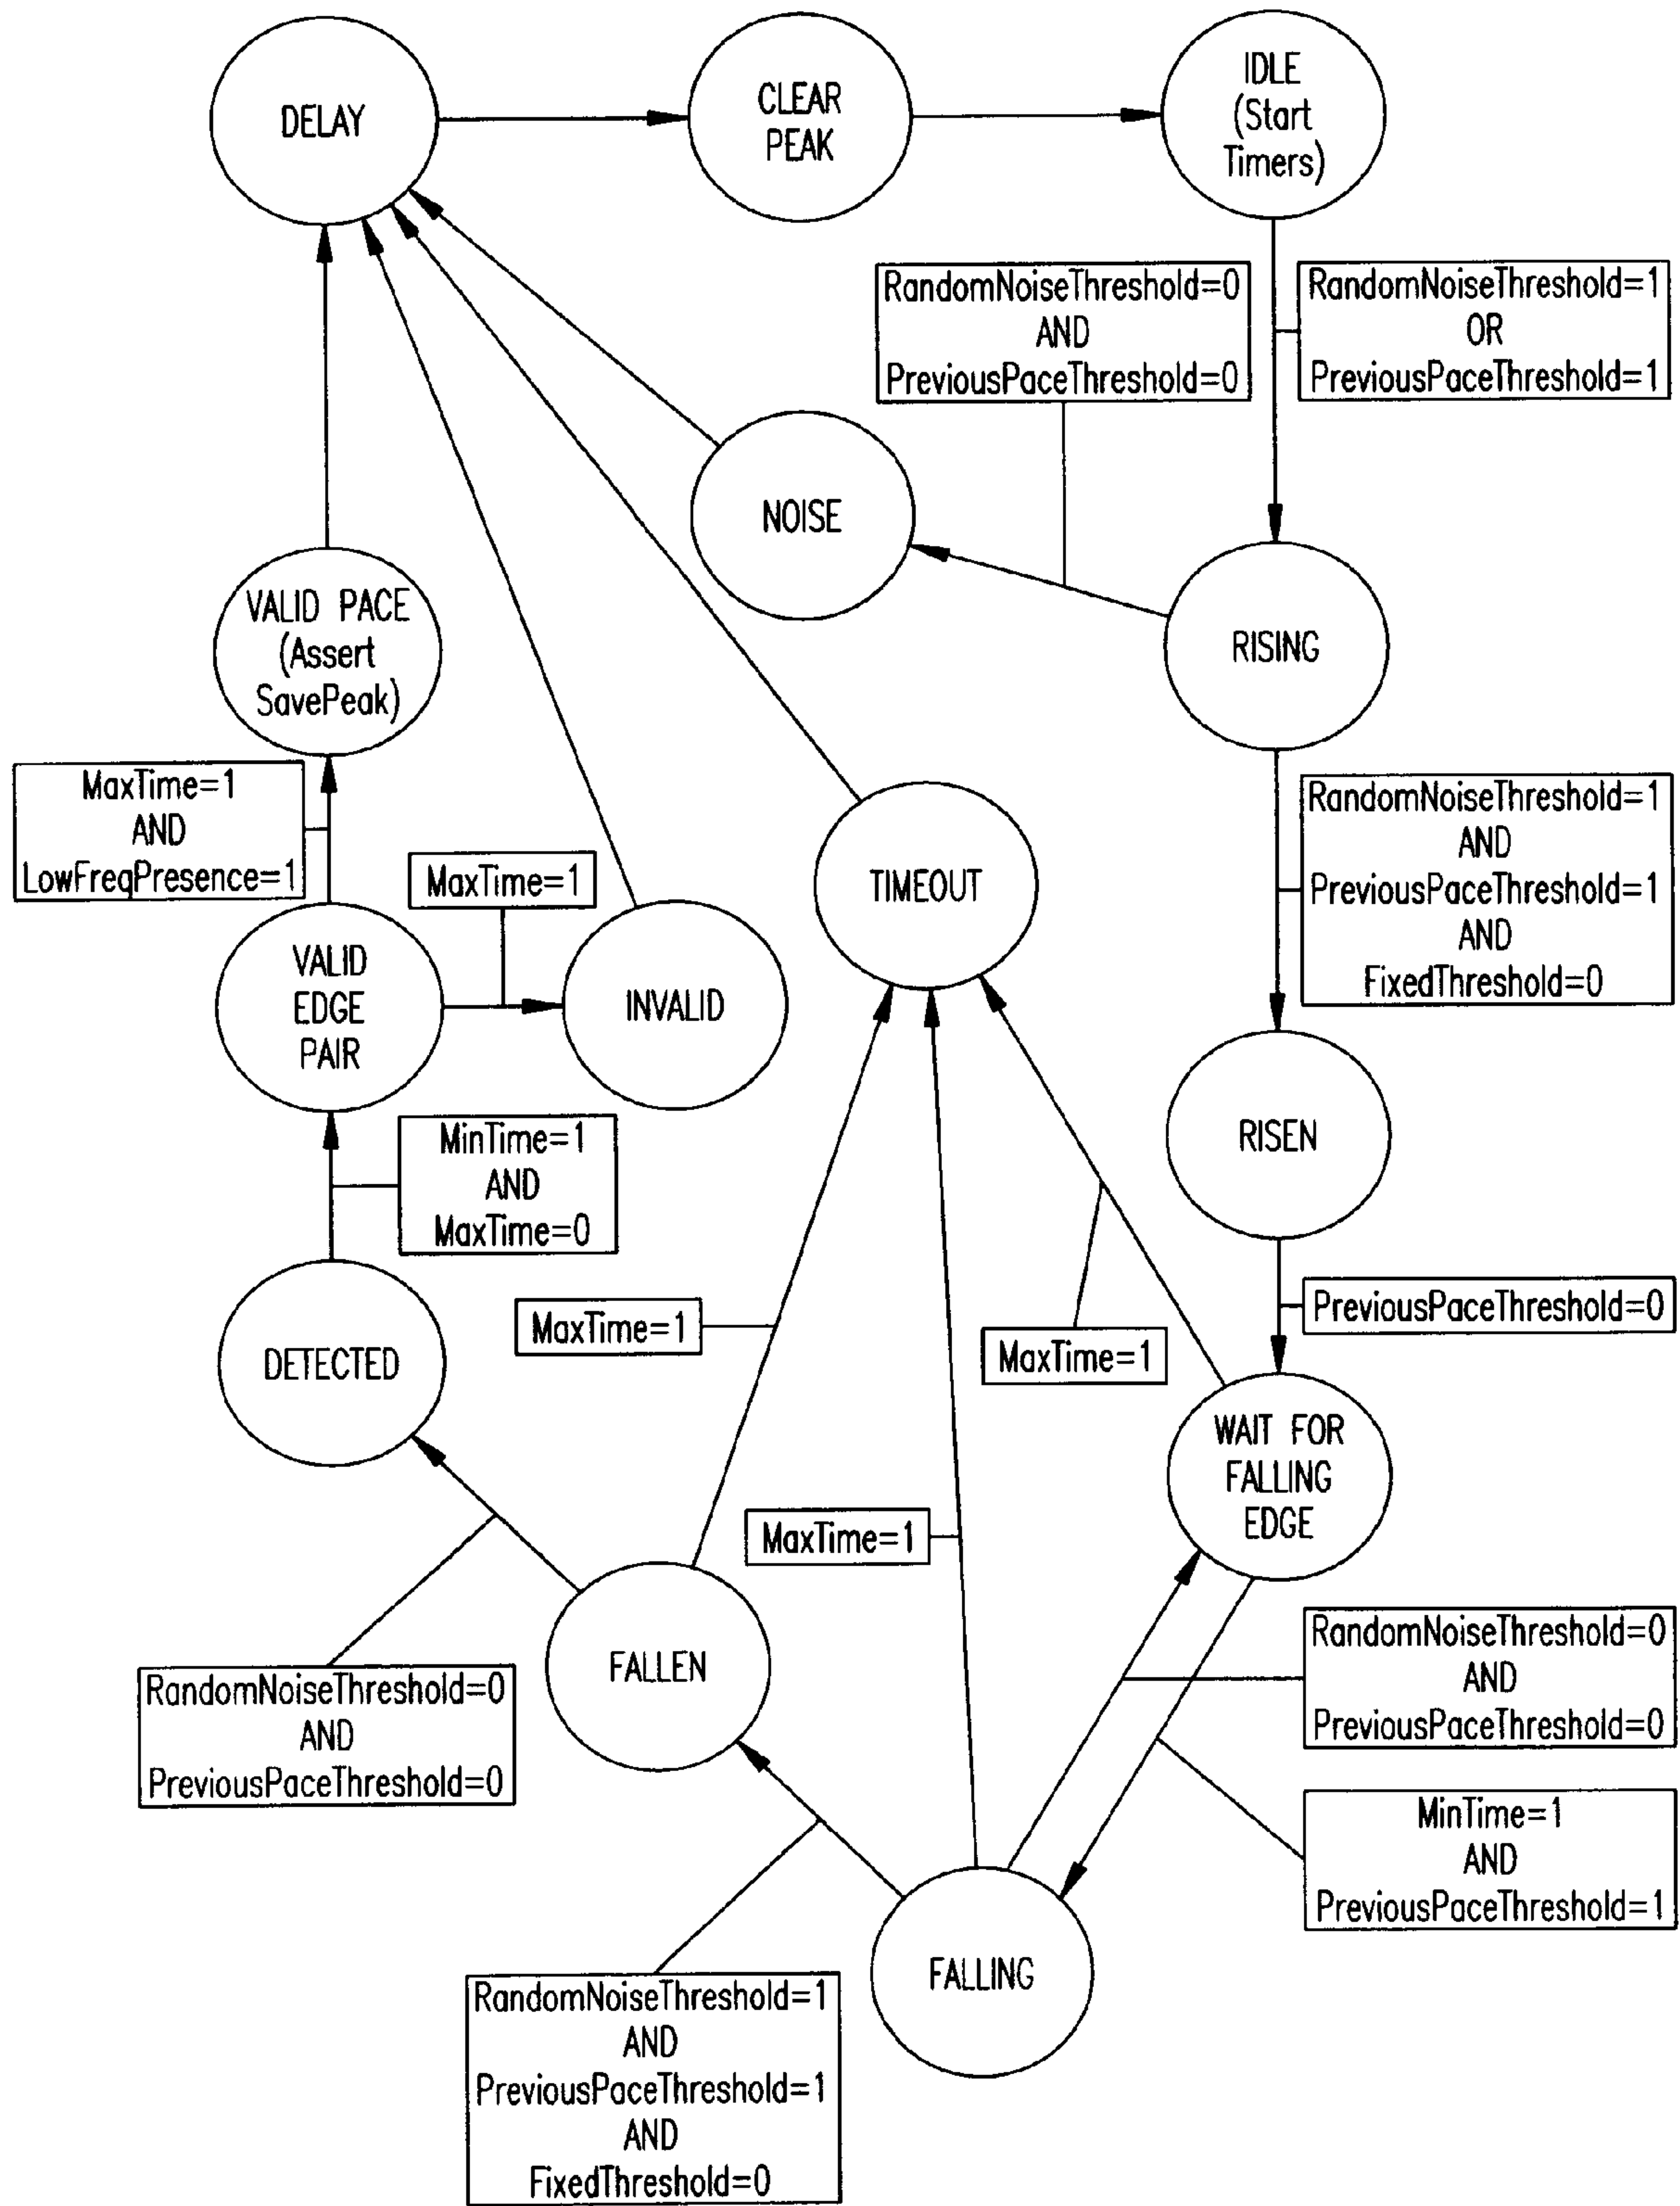 DELAY
CLEAR
PEAK
IDLE
(Start
Timers)
RandomNoiseThreshold=0
AND
PreviousPaceThreshold=0
RandomNoiseThreshold=1
OR
PreviousPaceThreshold=1
NOISE
RISING
VALID PACE
(Assert
SavePeak)
MaxTime=1
AND
LowFreqPresence=1
MaxTime=1
TIMEOUT
RandomNoiseThreshold=1
AND
PreviousPaceThreshold=1
AND
FixedThreshold=0
VALID
EDGE
PAIR
INVALID
RISEN
MinTime=1
AND
MaxTime=0
PreviousPaceThreshold=0
DETECTED
MaxTime=1
MaxTime=1
WAIT FOR
FALLING
EDGE
MaxTime=1
FALLEN
RandomNoiseThreshold=0
AND
PreviousPaceThreshold=0
RandomNoiseThreshold=0
AND
PreviousPaceThreshold=0
MinTime=1
AND
PreviousPaceThreshold=1
FALLING
RandomNoiseThreshold=1
AND
PreviousPaceThreshold=1
AND
FixedThreshold=0